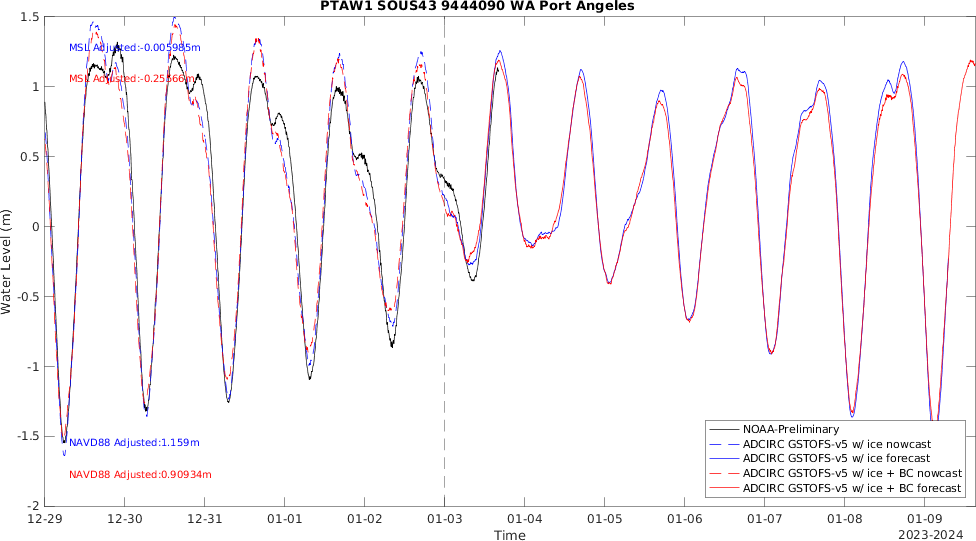 PTAW1 SOUS43 9444090 WA Port Angeles
1.5
MSL Adjusted:-0.005985m
MSL Adjusted:-0.25566m
1
0.5
0
-0.5
-1
-1.5
-2
Water Level (m)
NAVD88 Adjusted:1.159m
NAVD88 Adjusted:0.90934m
NOAA-Preliminary
ADCIRC GSTOFS-v5 w/ ice nowcast
ADCIRC GSTOFS-v5 w/ ice forecast
ADCIRC GSTOFS-v5 w/ ice + BC nowcast
ADCIRC GSTOFS-v5 w/ ice + BC forecast
12-29 12-30 12-31 01-01 01-02 01-03 01-04 01-05 01-06 01-07 01-08 01-09
Time
2023-2024